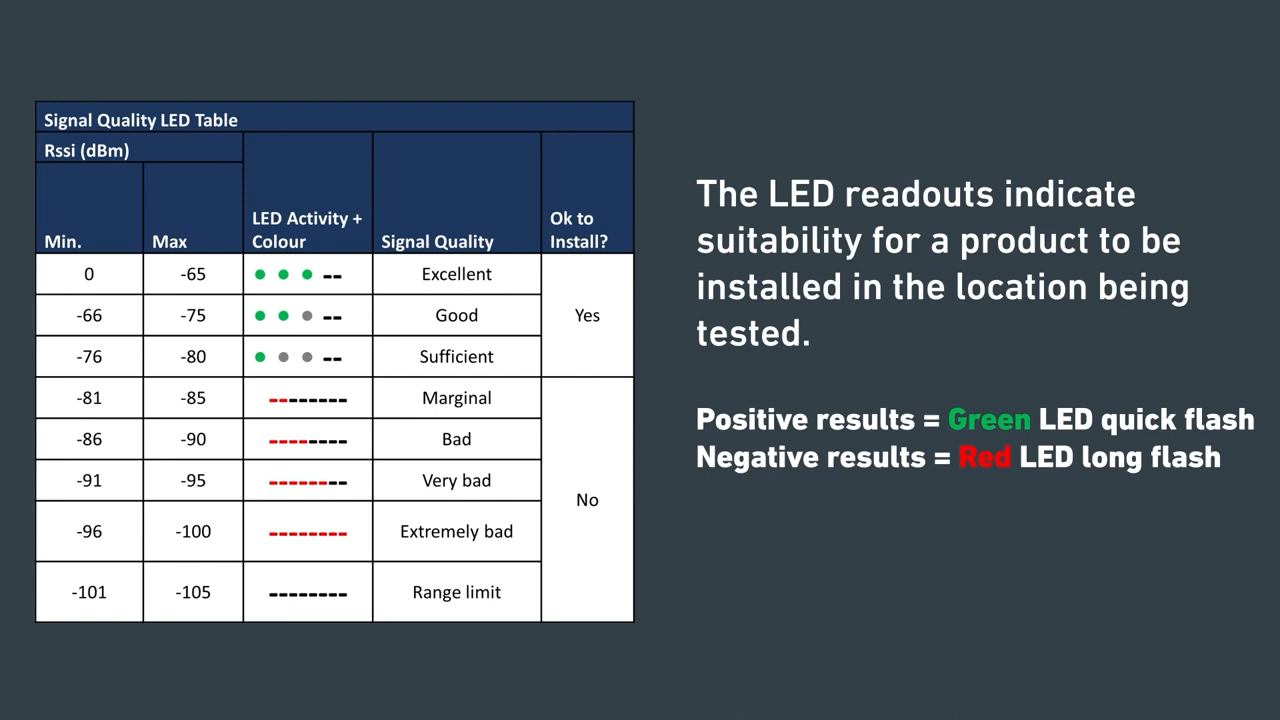 Signal Quality LED Table
Rssi (dBm)
Min. Max LED Activity + Colour Signal Quality Ok to Install?
0 -65 Excellent
-66 -75 Good Yes
-76 -80 Sufficient
-81 -85 Marginal
-86 -90 Bad
-91 -95 Very bad
No
-96 -100 Extremely bad
-101 -105 Range limit
The LED readouts indicate
suitability for a product to be
installed in the location being
tested.
Positive results = Green LED quick flash
Negative results = Red LED long flash